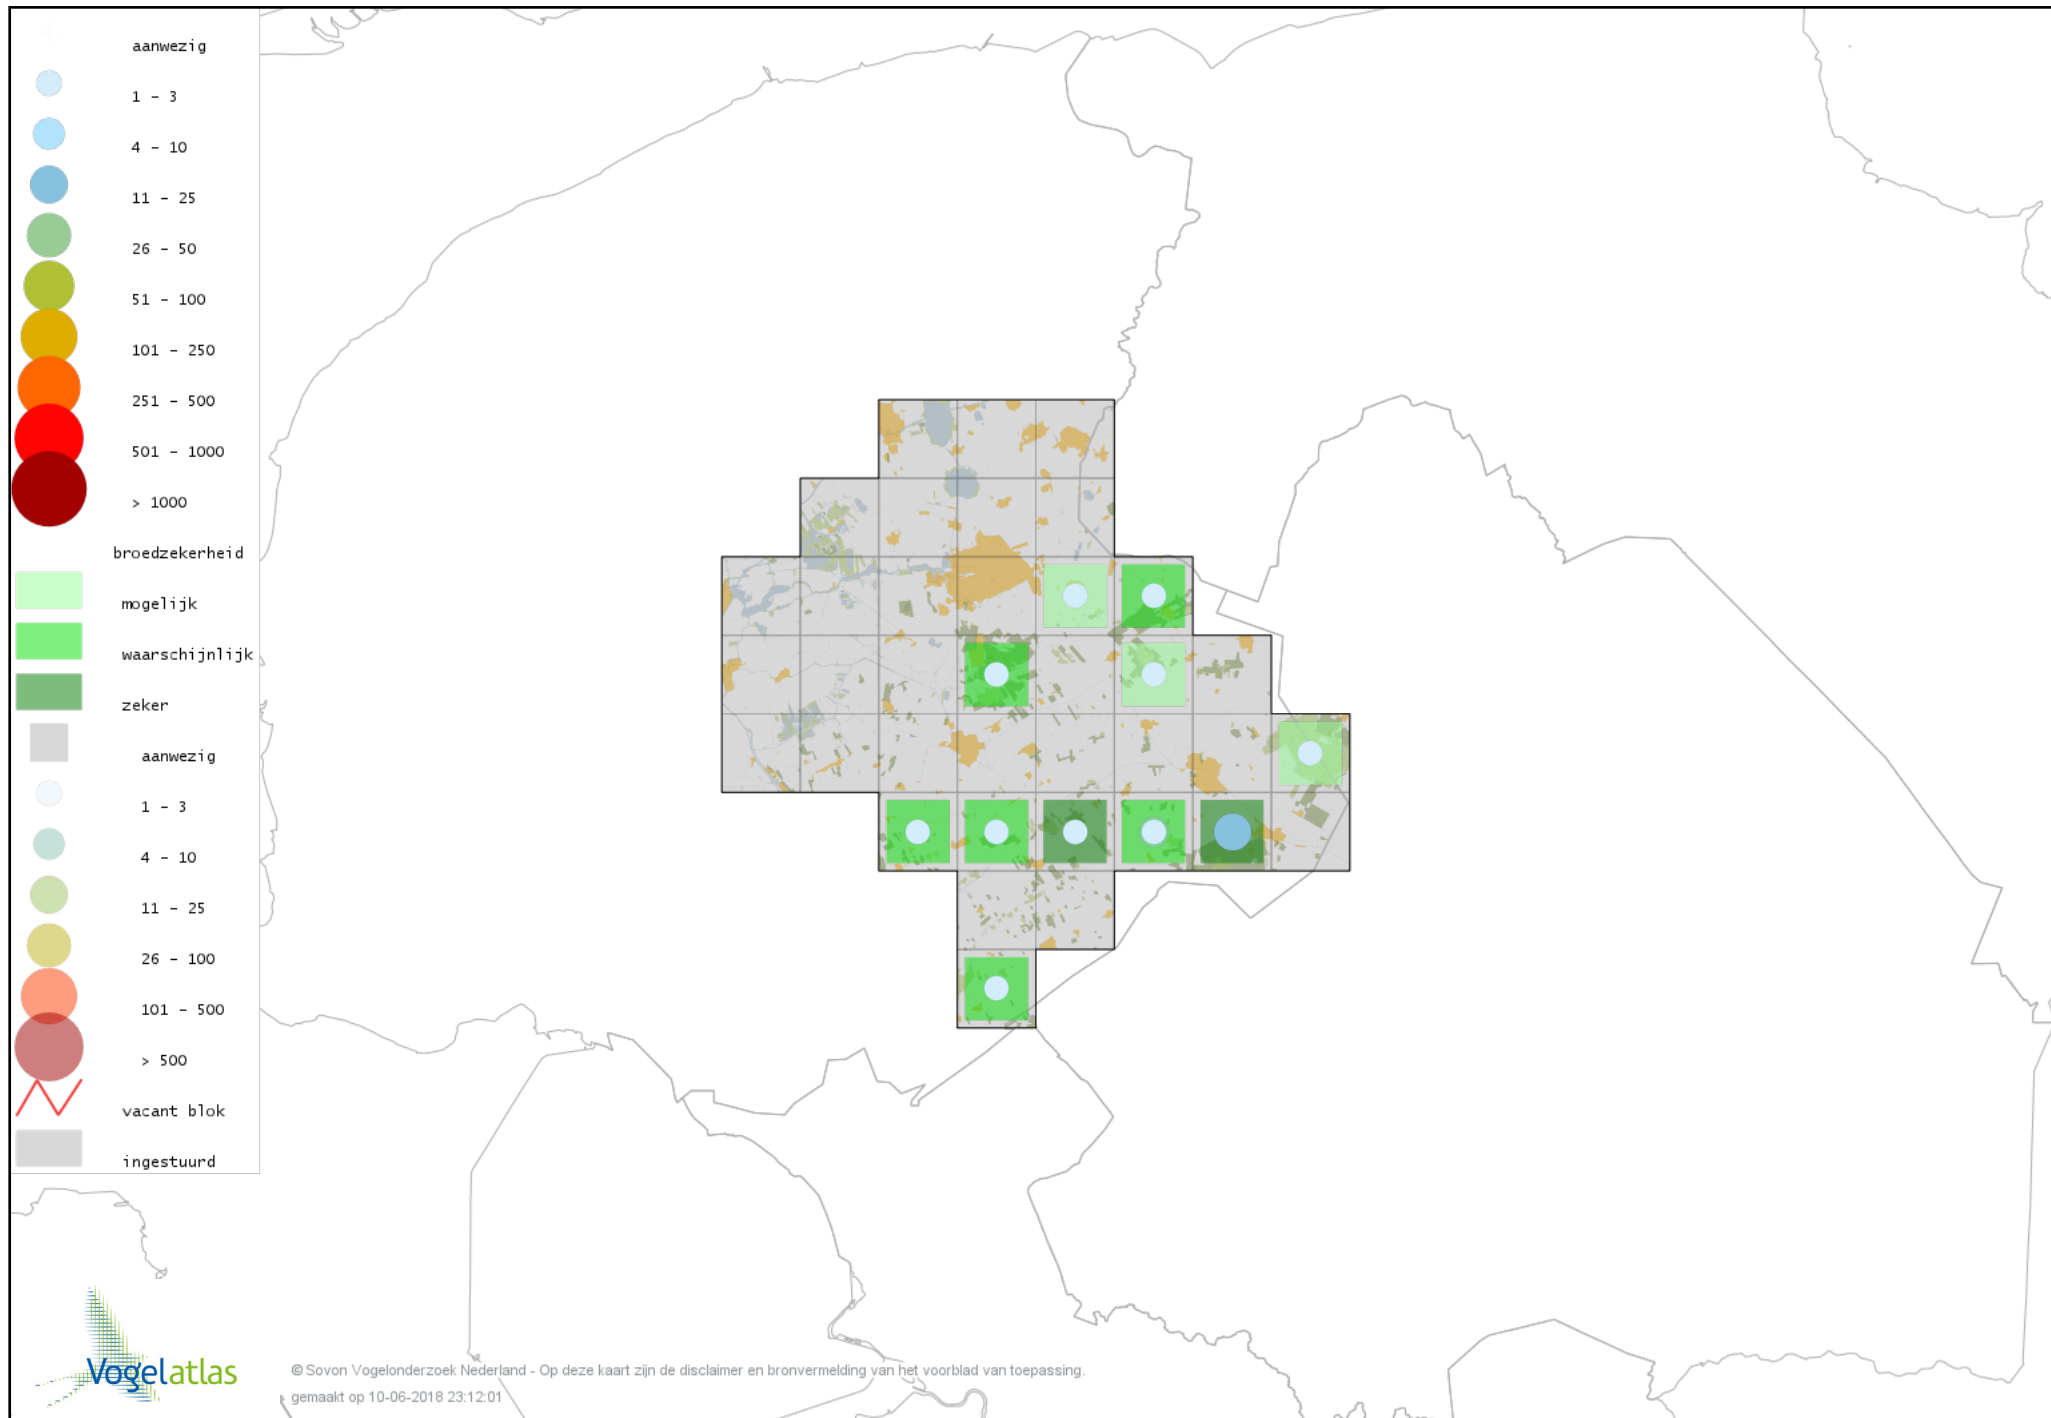 aanwezig
1 – 3
4 – 10
11 – 25
26 – 50
51 – 100
101 – 250
251 – 500
501 – 1000
> 1000
broedzekerheid
mogelijk
waarschijnlijk
zeker
aanwezig
1 – 3
4 – 10
11 – 25
26 – 100
101 – 500
> 500
vacant blok
ingestuurd
Vogelatlas
© Sovon Vogelonderzoek Nederland - Op deze kaart zijn de disclaimer en bronvermelding van het voorblad van toepassing.
gemaakt op 10-06-2018 23:12:01